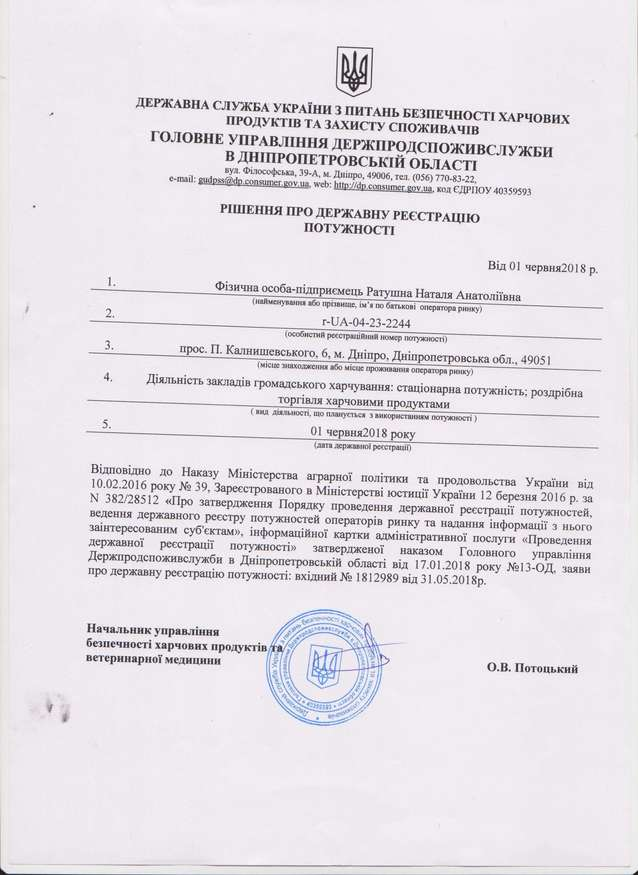 ДЕРЖАВНА СЛУЖБА УКРАЇНИ З ПИТАНЬ БЕЗПЕЧНОСТІ ХАРЧОВИХ
ПРОДУКТІВ ТА ЗАХИСТУ СПОЖИВАЧІВ
ГОЛОВНЕ УПРАВЛІННЯ ДЕРЖПРОДСПОЖИВСЛУЖБИ
В ДНІПРОПЕТРОВСЬКІЙ ОБЛАСТІ
вул. Філософська, 39-А, м. Дніпро, 49006, тел. (056) 770-83-22,
e-mail: gudpss@dp.consumer.gov.ua, web: http://dp.consumer.gov.ua, код ЄДРПОУ 40359593
РІШЕННЯ ПРО ДЕРЖАВНУ РЕЄСТРАЦІЮ
ПОТУЖНОСТІ
Від 01 червня2018 р.
1. Фізична особа-підприємець Ратушна Наталя Анатоліївна
(найменування або прізвище, ім’я по батькові оператора ринку)
2. r-UA-04-23-2244
(особистий реєстраційний номер потужності)
3. прос. П. Калнишевського, 6, м. Дніпро, Дніпропетровська обл., 49051
(місце знаходження або місце проживання оператора ринку)
4. Діяльність закладів громадського харчування: стаціонарна потужність; роздрібна
торгівля харчовими продуктами
( вид діяльності, що планується з використанням потужності )
5. 01 червня2018 року
(дата державної реєстрації)
Відповідно до Наказу Міністерства аграрної політики та продовольства України від
10.02.2016 року № 39, Зареєстрованого в Міністерстві юстиції України 12 березня 2016 р. за
N 382/28512 «Про затвердження Порядку проведення державної реєстрації потужностей,
ведення державного реєстру потужностей операторів ринку та надання інформації з нього
заінтересованим суб'єктам», інформаційної картки адміністративної послуги «Проведення
державної реєстрації потужності» затвердженої наказом Головного управління
Держпродспоживслужби в Дніпропетровській області від 17.01.2018 року №13-ОД, заяви
про державну реєстрацію потужності: вхідний № 1812989 від 31.05.2018р.
Начальник управління
безпечності харчових продуктів та
ветеринарної медицини
О.В. Потоцький